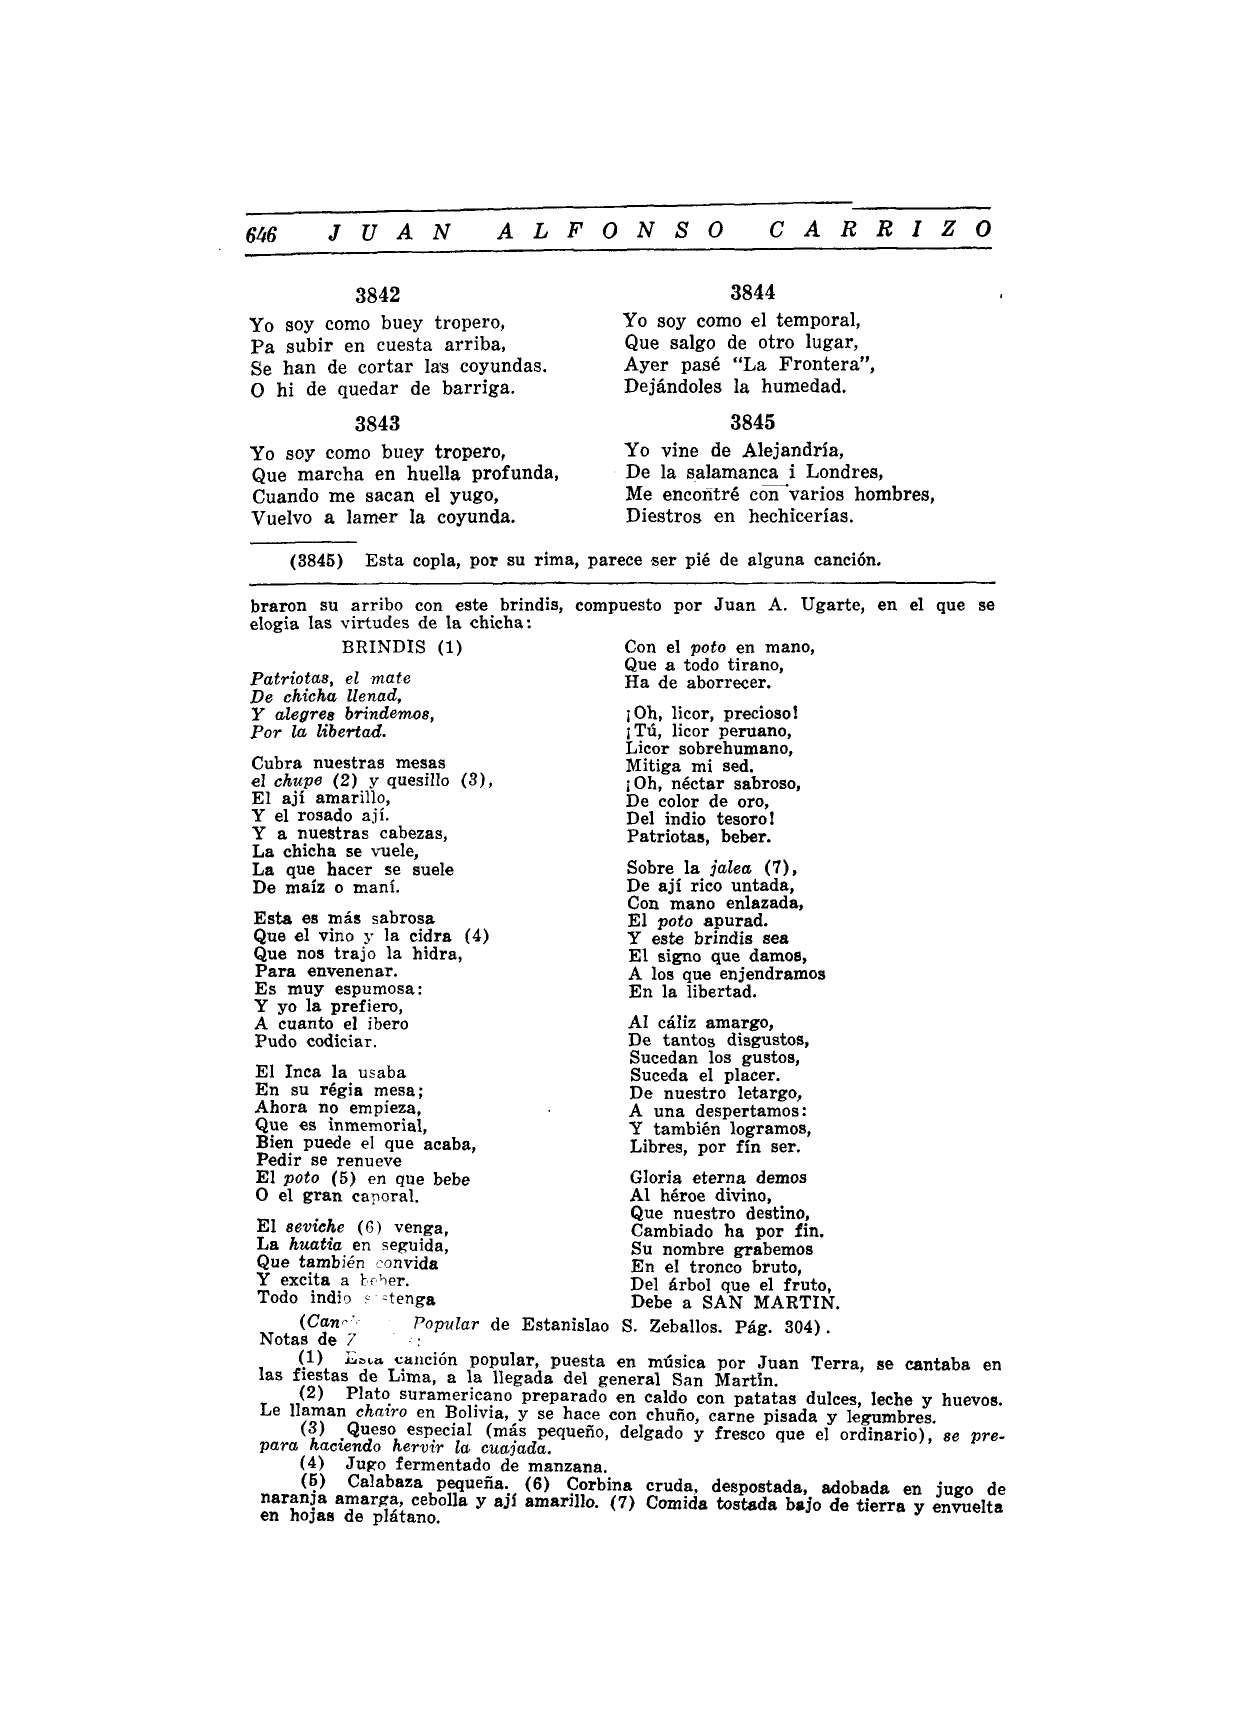 646 JUAN ALFONSO CARRIZO
3842
Yo soy como buey tropero,
Pa subir en cuesta arriba,
Se han de cortar las coyundas.
O hi de quedar de barriga.
3843
Yo soy como buey tropero,
Que marcha en huella profunda,
Cuando me sacan el yugo,
Vuelvo a lamer la coyunda.
3844
Yo soy como el temporal,
Que salgo de otro lugar,
Ayer pasé “La Frontera”,
Dejándoles la humedad.
3845
Yo vine de Alejandría,
De la salamanca i Londres,
Me encontré con varios hombres,
Diestros en hechicerías.
(3845) Esta copla, por su rima, parece ser pié de alguna canción.
braron su arribo con este brindis, compuesto por Juan A. Ugarte, en el que se
elogia las virtudes de la chicha:
BRINDIS (1)
Patriotas, el mate
De chicha llenad,
Y alegres brindemos,
Por la libertad.
Cubra nuestras mesas
el chupe (2) y quesillo (3),
El ají amarillo,
Y el rosado ají.
Y a nuestras cabezas,
La chicha se vuele,
La que hacer se suele
De maíz o maní.
Esta es más sabrosa
Que el vino y la cidra (4)
Que nos trajo la hidra,
Para envenenar.
Es muy espumosa:
Y yo la prefiero,
A cuanto el ibero
Pudo codiciar.
El Inca la usaba
En su régia mesa;
Ahora no empieza,
Que es inmemorial,
Bien puede el que acaba,
Pedir se renueve
El poto (5) en que bebe
O el gran caporal.
El seviche (6) venga,
La huatia en seguida,
Que también convida
Y excita a beber.
Todo indio tenga
Con el poto en mano,
Que a todo tirano,
Ha de aborrecer.
¡Oh, licor, precioso!
¡Tú, licor peruano,
Licor sobrehumano,
Mitiga mi sed.
¡Oh, néctar sabroso,
De color de oro,
Del indio tesoro!
Patriotas, beber.
Sobre la jalea (7),
De ají rico untada,
Con mano enlazada,
El poto apurad.
Y este brindis sea
El signo que damos,
A los que enjendramos
En la libertad.
Al cáliz amargo,
De tantos disgustos,
Sucedan los gustos,
Suceda el placer.
De nuestro letargo,
A una despertamos:
Y también logramos,
Libres, por fín ser.
Gloria eterna demos
Al héroe divino,
Que nuestro destino,
Cambiado ha por fin.
Su nombre grabemos
En el tronco bruto,
Del árbol que el fruto,
Debe a SAN MARTIN.
(Can Popular de Estanislao S. Zeballos. Pág. 304).
Notas de
(1) Esta canción popular, puesta en música por Juan Terra, se cantaba en
las fiestas de Lima, a la llegada del general San Martín.
(2) Plato suramericano preparado en caldo con patatas dulces, leche y huevos.
Le llaman chairo en Bolivia, y se hace con chuño, carne pisada y legumbres.
(3) Queso especial (más pequeño, delgado y fresco que el ordinario), se pre-
para haciendo hervir la cuajada.
(4) Jugo fermentado de manzana.
(5) Calabaza pequeña. (6) Corbina cruda, despostada, adobada en jugo de
naranja amarga, cebolla y ají amarillo. (7) Comida tostada bajo de tierra y envuelta
en hojas de plátano.